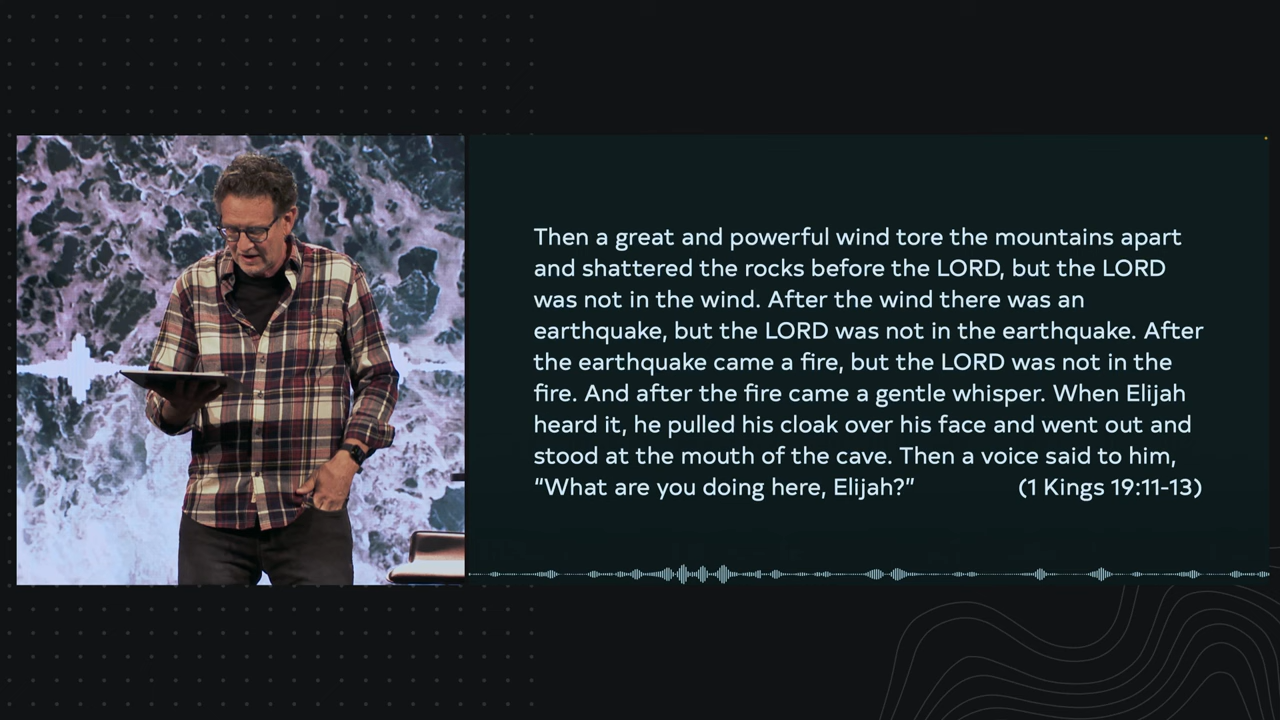 Then a great and powerful wind tore the mountains apart
and shattered the rocks before the LORD, but the LORD
was not in the wind. After the wind there was an
earthquake, but the LORD was not in the earthquake. After
the earthquake came a fire, but the LORD was not in the
fire. And after the fire came a gentle whisper. When Elijah
heard it, he pulled his cloak over his face and went out and
stood at the mouth of the cave. Then a voice said to him,
“What are you doing here, Elijah?” (1 Kings 19:11-13)